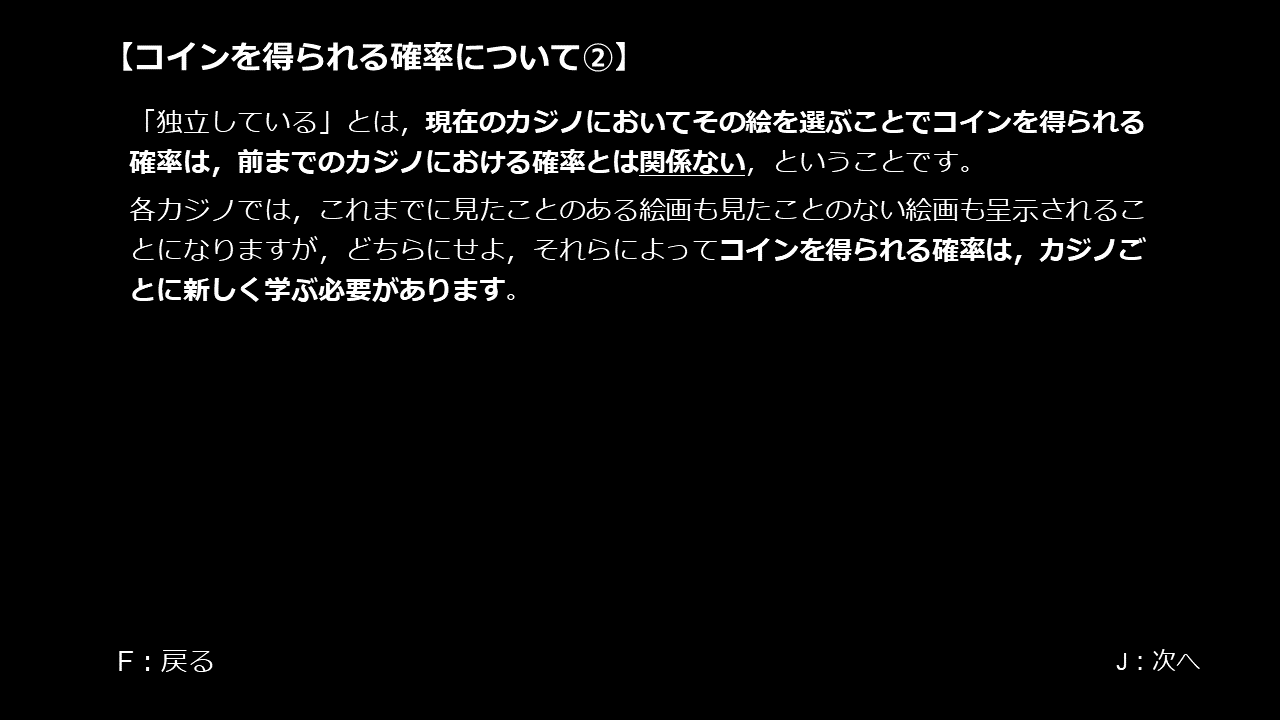 【コインを得られる確率について②】
「独立している」とは，現在のカジノにおいてその絵を選ぶことでコインを得られる
確率は，前までのカジノにおける確率とは関係ない，ということです。
各カジノでは，これまでに見たことのある絵画も見たことのない絵画も呈示されるこ
とになりますが，どちらにせよ，それらによってコインを得られる確率は，カジノご
とに新しく学ぶ必要があります。
F：戻る
J：次へ